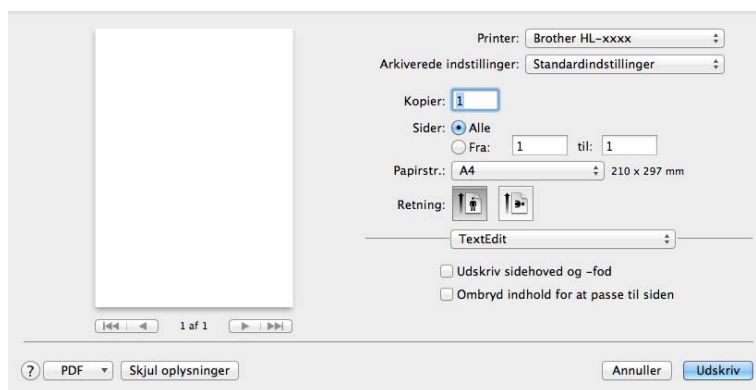 Printer: Brother HL-xxxx
Arkiverede indstillinger: Standardindstillinger
Kopier: 1
Sider: Alle
Fra: 1 til: 1
Papirstr.: A4 210 x 297 mm
Retning:
TextEdit
Udskriv sidehoved og -fod
Ombryd indhold for at passe til siden
1 af 1
? PDF Skjul oplysninger Annuller Udskriv